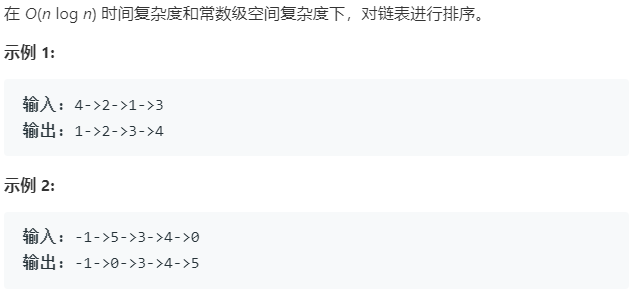 在 O(n log n) 时间复杂度和常数级空间复杂度下，对链表进行排序。
示例 1:
输入: 4->2->1->3
输出: 1->2->3->4
示例 2:
输入: -1->5->3->4->0
输出: -1->0->3->4->5